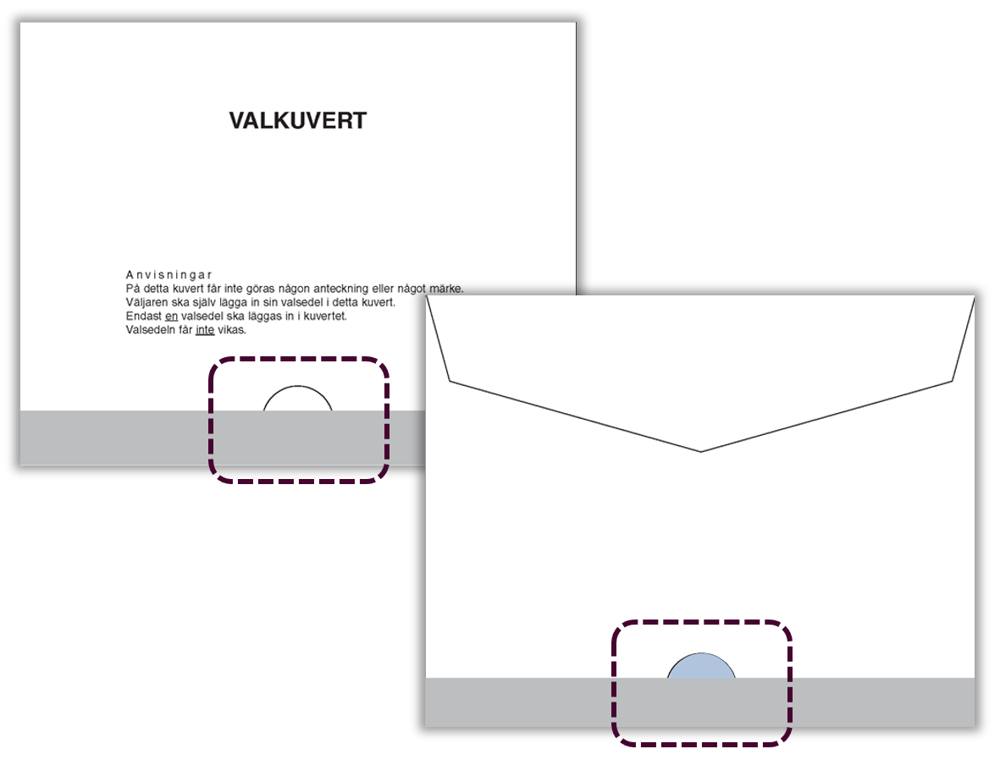 VALKUVERT
Anvisningar
På detta kuvert får inte göras någon anteckning eller något märke.
Väljaren ska själv lägga in sin valsedel i detta kuvert.
Endast en valsedel ska läggas in i kuvertet.
Valsedeln får inte vikas.